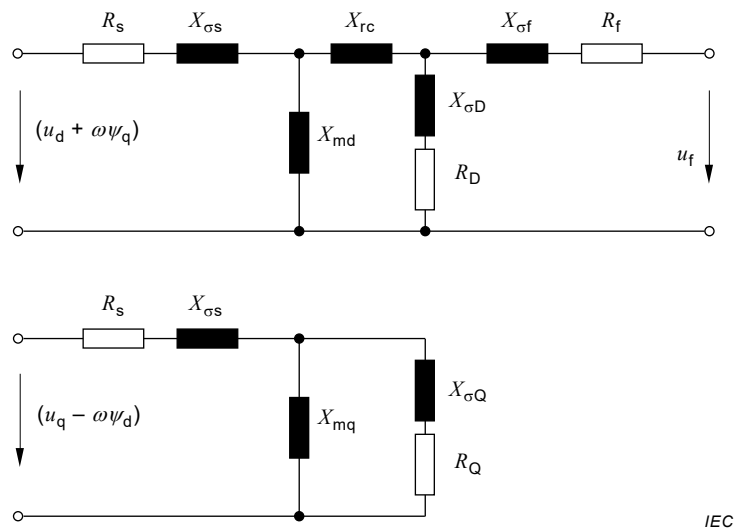 Rs Xσs Xrc Xσf Rf
(ud + ωψq) Xmd XσD RD uf
Rs Xσs
(uq − ωψd) Xmq XσQ RQ
IEC